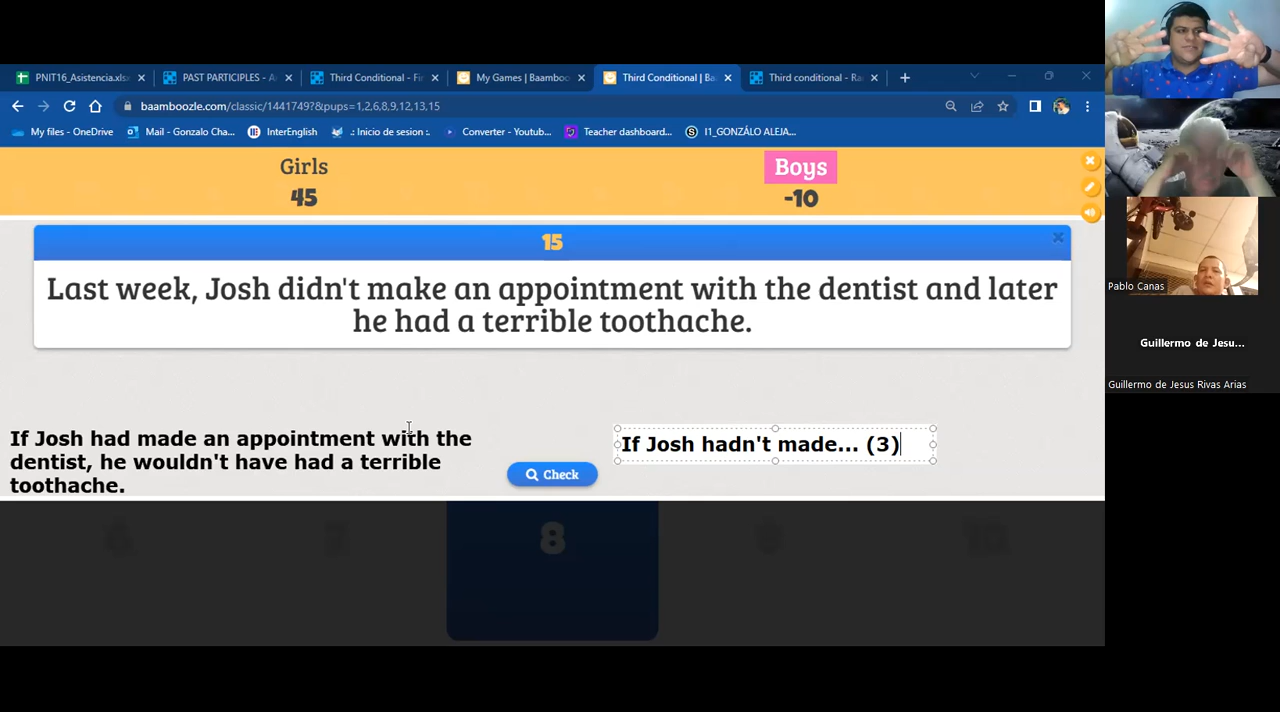 PNIT16_Asistencia.xls
PAST PARTICIPLES - A
Third Conditional - Fi
My Games | Baamboo
Third Conditional | Ba
Third conditional - Ra
baamboozle.com/classic/1441749?&pups=1,2,6,8,9,12,13,15
My files - OneDrive
Mail - Gonzalo Cha...
InterEnglish
.: Inicio de sesion :.
Converter - Youtub...
Teacher dashboard...
I1_GONZÁLO ALEJA...
Girls
45
Boys
-10
15
Last week, Josh didn't make an appointment with the dentist and later
he had a terrible toothache.
If Josh had made an appointment with the
dentist, he wouldn't have had a terrible
toothache.
If Josh hadn't made... (3)
Check
8
Pablo Canas
Guillermo de Jesu...
Guillermo de Jesus Rivas Arias